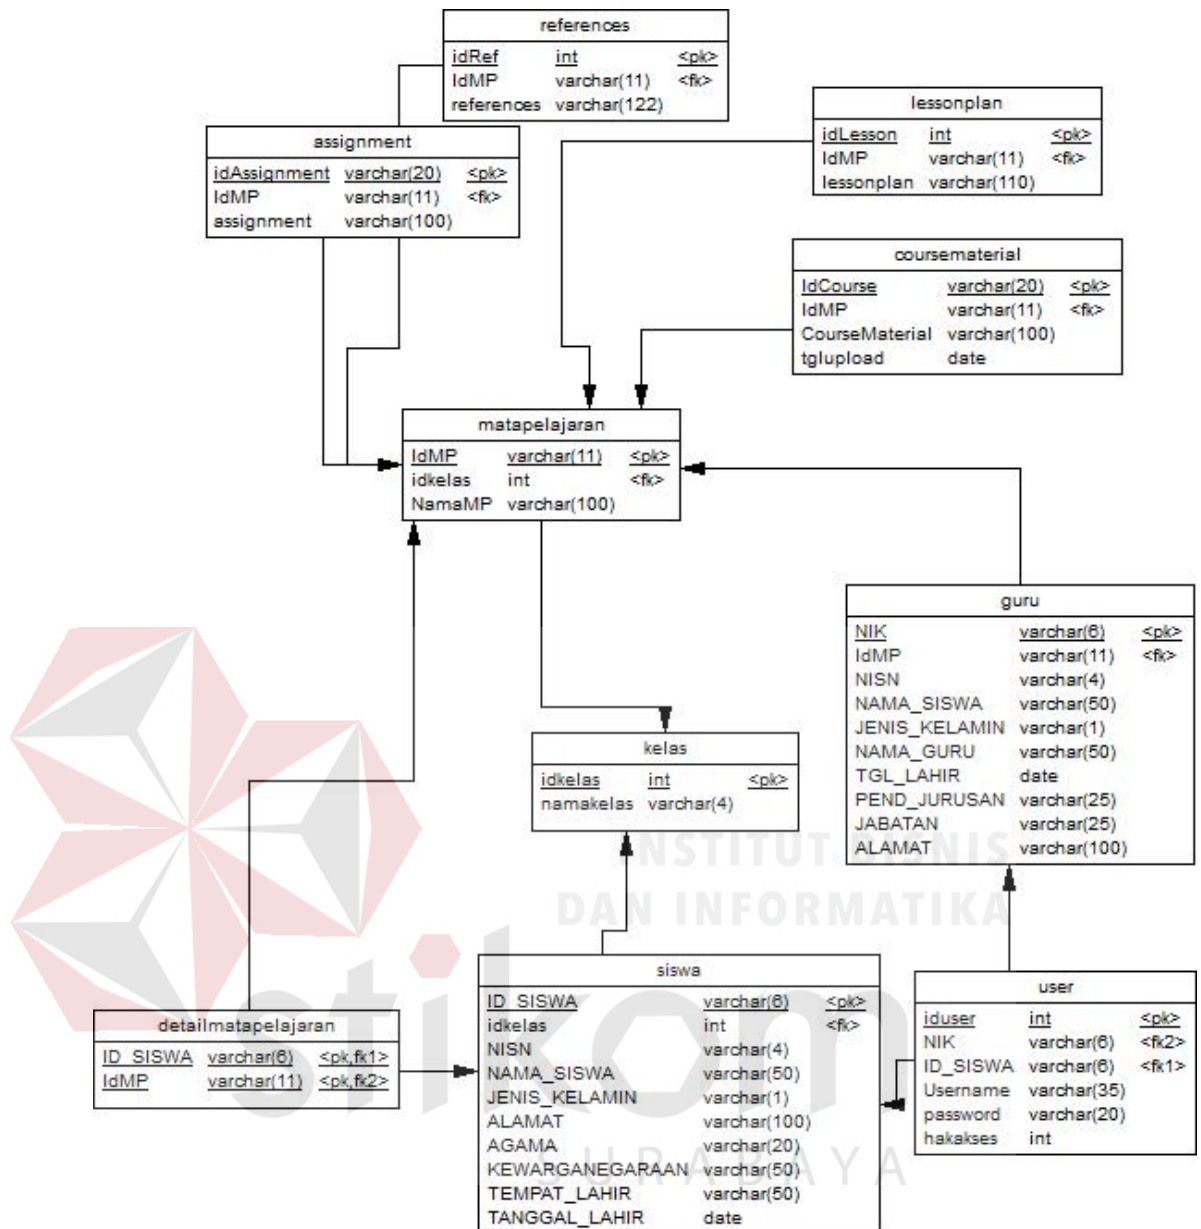 references
idRef int <pk>
IdMP varchar(11) <fk>
references varchar(122)
lessonplan
idLesson int <pk>
IdMP varchar(11) <fk>
lessonplan varchar(110)
assignment
idAssignment varchar(20) <pk>
IdMP varchar(11) <fk>
assignment varchar(100)
coursematerial
IdCourse varchar(20) <pk>
IdMP varchar(11) <fk>
CourseMaterial varchar(100)
tglupload date
matapelajaran
IdMP varchar(11) <pk>
idkelas int <fk>
NamaMP varchar(100)
guru
NIK varchar(6) <pk>
IdMP varchar(11) <fk>
NISN varchar(4)
NAMA_SISWA varchar(50)
JENIS_KELAMIN varchar(1)
NAMA_GURU varchar(50)
TGL_LAHIR date
PEND_JURUSAN varchar(25)
JABATAN varchar(25)
ALAMAT varchar(100)
kelas
idkelas int <pk>
namakelas varchar(4)
INSTITUT BISNIS
DAN INFORMATIKA
stikom
SURABAYA
siswa
ID_SISWA varchar(6) <pk>
idkelas int <fk>
NISN varchar(4)
NAMA_SISWA varchar(50)
JENIS_KELAMIN varchar(1)
ALAMAT varchar(100)
AGAMA varchar(20)
KEWARGANEGARAAN varchar(50)
TEMPAT_LAHIR varchar(50)
TANGGAL_LAHIR date
user
iduser int <pk>
NIK varchar(6) <fk2>
ID_SISWA varchar(6) <fk1>
Username varchar(35)
password varchar(20)
hakakses int
detailmatapelajaran
ID_SISWA varchar(6) <pk,fk1>
IdMP varchar(11) <pk,fk2>